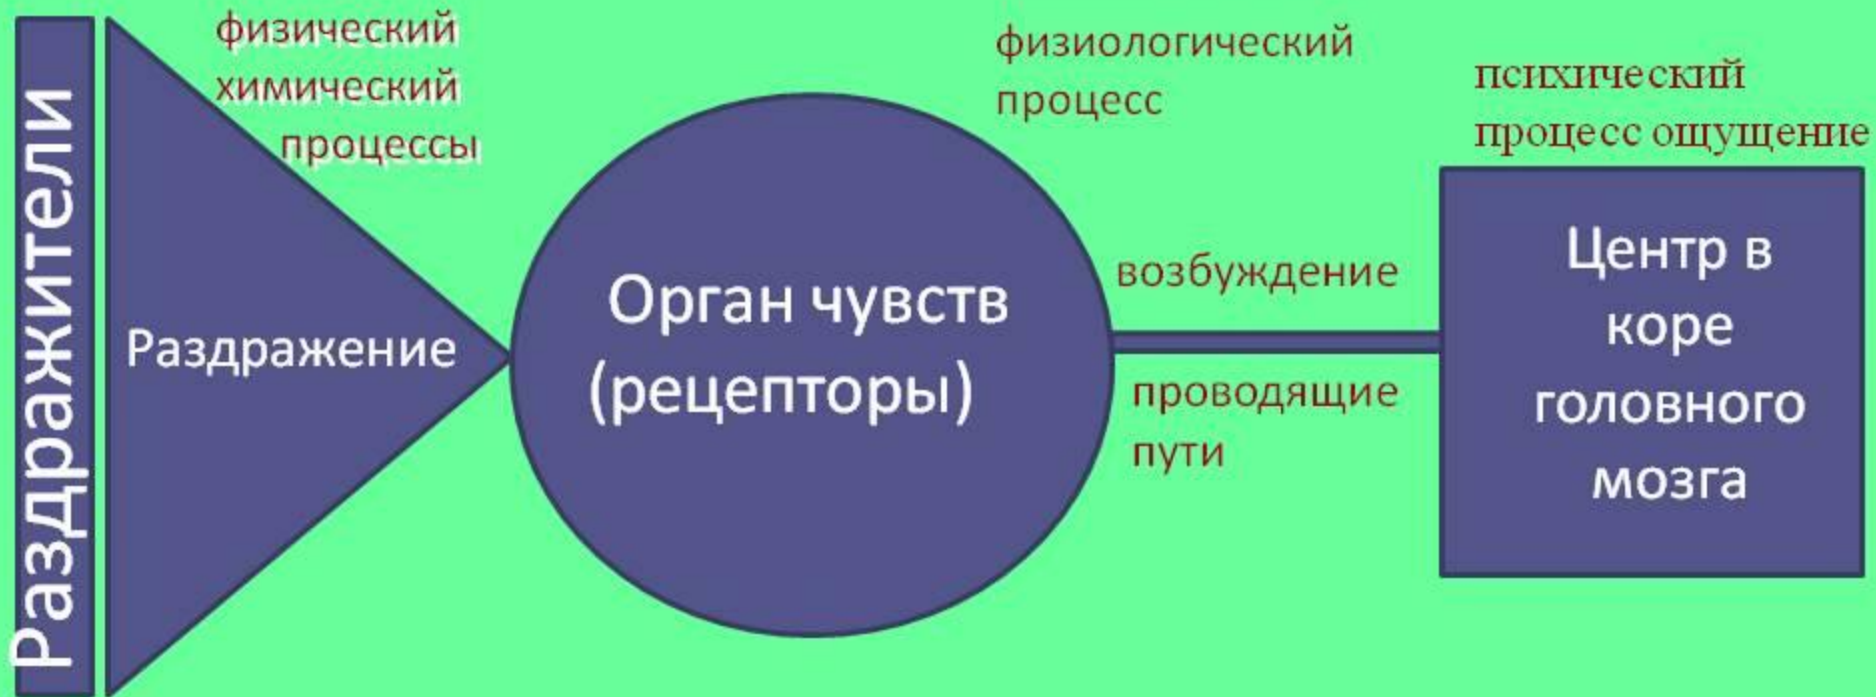 Раздражители
физический
химический
процессы
Раздражение
Орган чувств
(рецепторы)
физиологический
процесс
возбуждение
проводящие
пути
психический
процесс ощущение
Центр в
коре
головного
мозга